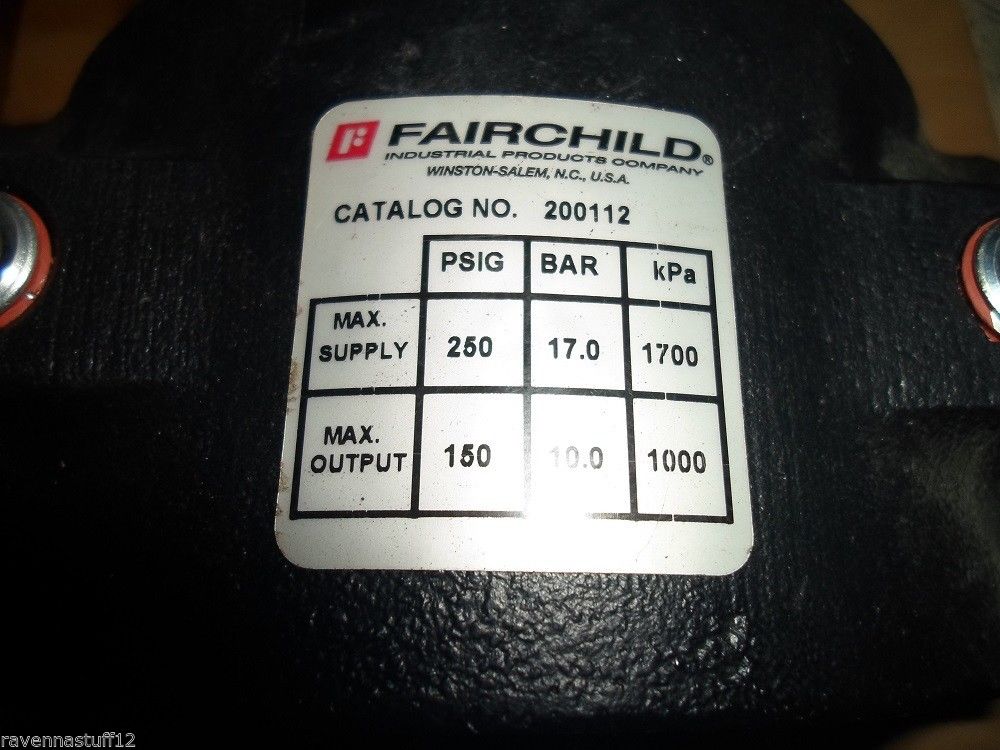 FAIRCHILD®
INDUSTRIAL PRODUCTS COMPANY
WINSTON-SALEM, N.C., U.S.A.
CATALOG NO. 200112
PSIG BAR kPa
MAX. SUPPLY 250 17.0 1700
MAX. OUTPUT 150 10.0 1000
ravennastuff12